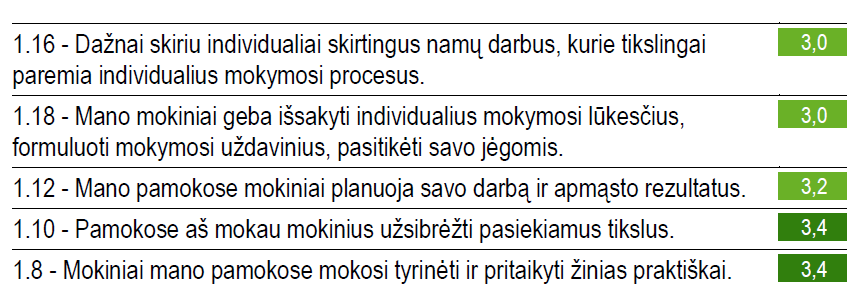 1.16 - Dažnai skiriu individualiai skirtingus namų darbus, kurie tikslingai 3,0
paremia individualius mokymosi procesus.
1.18 - Mano mokiniai geba išsakyti individualius mokymosi lūkesčius, 3,0
formuluoti mokymosi uždavinius, pasitikėti savo jėgomis.
1.12 - Mano pamokose mokiniai planuoja savo darbą ir apmąsto rezultatus. 3,2
1.10 - Pamokose aš mokau mokinius užsibrėžti pasiekiamus tikslus. 3,4
1.8 - Mokiniai mano pamokose mokosi tyrinėti ir pritaikyti žinias praktiškai. 3,4